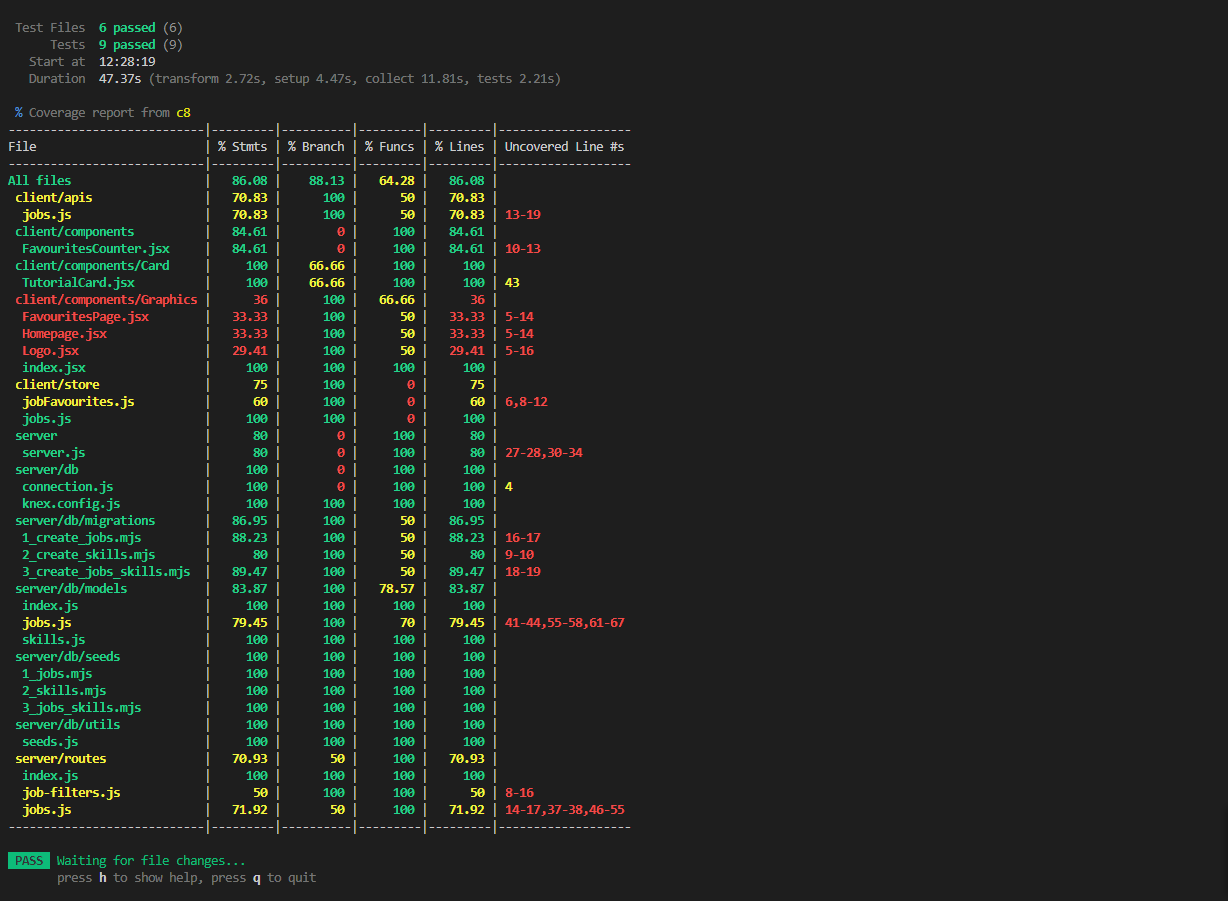 Test Files  6 passed (6)
     Tests  9 passed (9)
  Start at  12:28:19
  Duration  47.37s (transform 2.72s, setup 4.47s, collect 11.81s, tests 2.21s)
% Coverage report from c8
----------------------------|---------|----------|---------|---------|-------------------
File                        | % Stmts | % Branch | % Funcs | % Lines | Uncovered Line #s
----------------------------|---------|----------|---------|---------|-------------------
All files                   |   86.08 |    88.13 |   64.28 |   86.08 |
 client/apis                |   70.83 |      100 |      50 |   70.83 |
  jobs.js                   |   70.83 |      100 |      50 |   70.83 | 13-19
 client/components          |   84.61 |        0 |     100 |   84.61 |
  FavouritesCounter.jsx     |   84.61 |        0 |     100 |   84.61 | 10-13
 client/components/Card     |     100 |    66.66 |     100 |     100 |
  TutorialCard.jsx          |     100 |    66.66 |     100 |     100 | 43
 client/components/Graphics |      36 |      100 |   66.66 |      36 |
  FavouritesPage.jsx        |   33.33 |      100 |      50 |   33.33 | 5-14
  Homepage.jsx              |   33.33 |      100 |      50 |   33.33 | 5-14
  Logo.jsx                  |   29.41 |      100 |      50 |   29.41 | 5-16
  index.jsx                 |     100 |      100 |     100 |     100 |
 client/store               |      75 |      100 |       0 |      75 |
  jobFavourites.js          |      60 |      100 |       0 |      60 | 6,8-12
  jobs.js                   |     100 |      100 |       0 |     100 |
 server                     |      80 |        0 |     100 |      80 |
  server.js                 |      80 |        0 |     100 |      80 | 27-28,30-34
 server/db                  |     100 |        0 |     100 |     100 |
  connection.js             |     100 |        0 |     100 |     100 | 4
  knex.config.js            |     100 |      100 |     100 |     100 |
 server/db/migrations       |   86.95 |      100 |      50 |   86.95 |
  1_create_jobs.mjs         |   88.23 |      100 |      50 |   88.23 | 16-17
  2_create_skills.mjs       |      80 |      100 |      50 |      80 | 9-10
  3_create_jobs_skills.mjs  |   89.47 |      100 |      50 |   89.47 | 18-19
 server/db/models           |   83.87 |      100 |   78.57 |   83.87 |
  index.js                  |     100 |      100 |     100 |     100 |
  jobs.js                   |   79.45 |      100 |      70 |   79.45 | 41-44,55-58,61-67
  skills.js                 |     100 |      100 |     100 |     100 |
 server/db/seeds            |     100 |      100 |     100 |     100 |
  1_jobs.mjs                |     100 |      100 |     100 |     100 |
  2_skills.mjs              |     100 |      100 |     100 |     100 |
  3_jobs_skills.mjs         |     100 |      100 |     100 |     100 |
 server/db/utils            |     100 |      100 |     100 |     100 |
  seeds.js                  |     100 |      100 |     100 |     100 |
 server/routes              |   70.93 |       50 |     100 |   70.93 |
  index.js                  |     100 |      100 |     100 |     100 |
  job-filters.js            |      50 |      100 |     100 |      50 | 8-16
  jobs.js                   |   71.92 |       50 |     100 |   71.92 | 14-17,37-38,46-55
----------------------------|---------|----------|---------|---------|-------------------
PASS  Waiting for file changes...
press h to show help, press q to quit